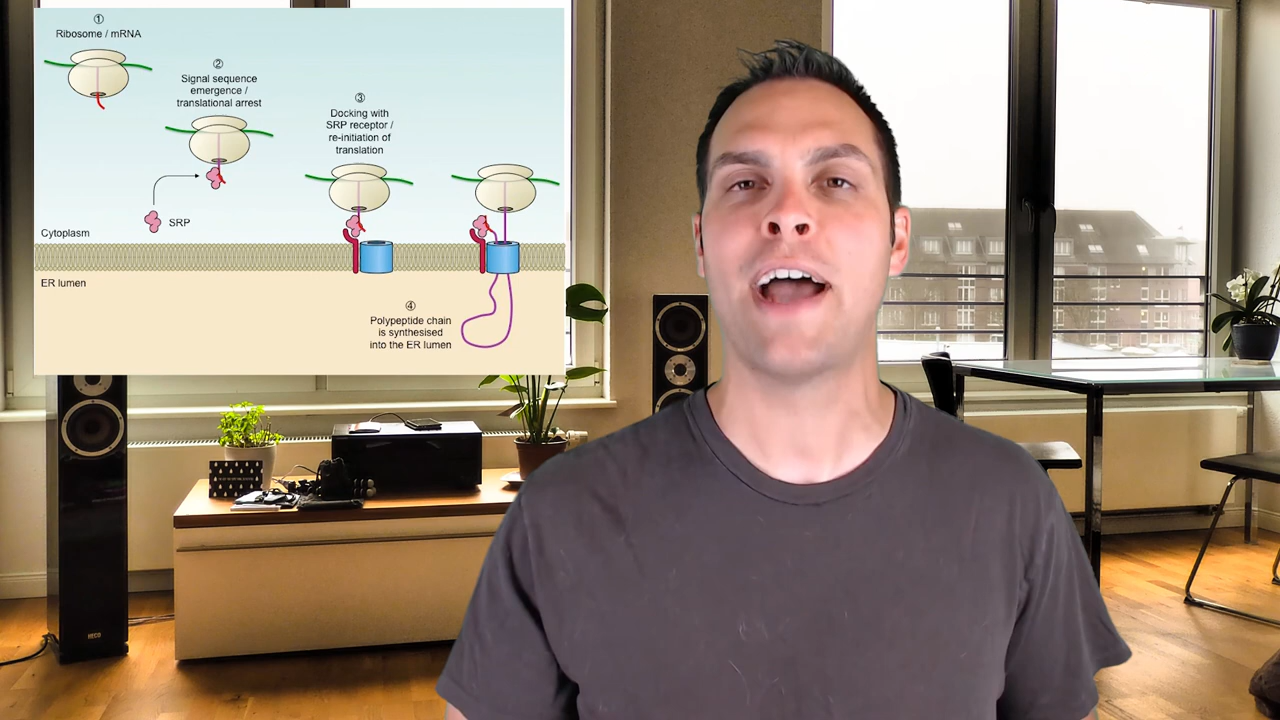 ①
Ribosome / mRNA
②
Signal sequence
emergence /
translational arrest
③
Docking with
SRP receptor /
re-initiation of
translation
SRP
Cytoplasm
ER lumen
④
Polypeptide chain
is synthesised
into the ER lumen
HECO